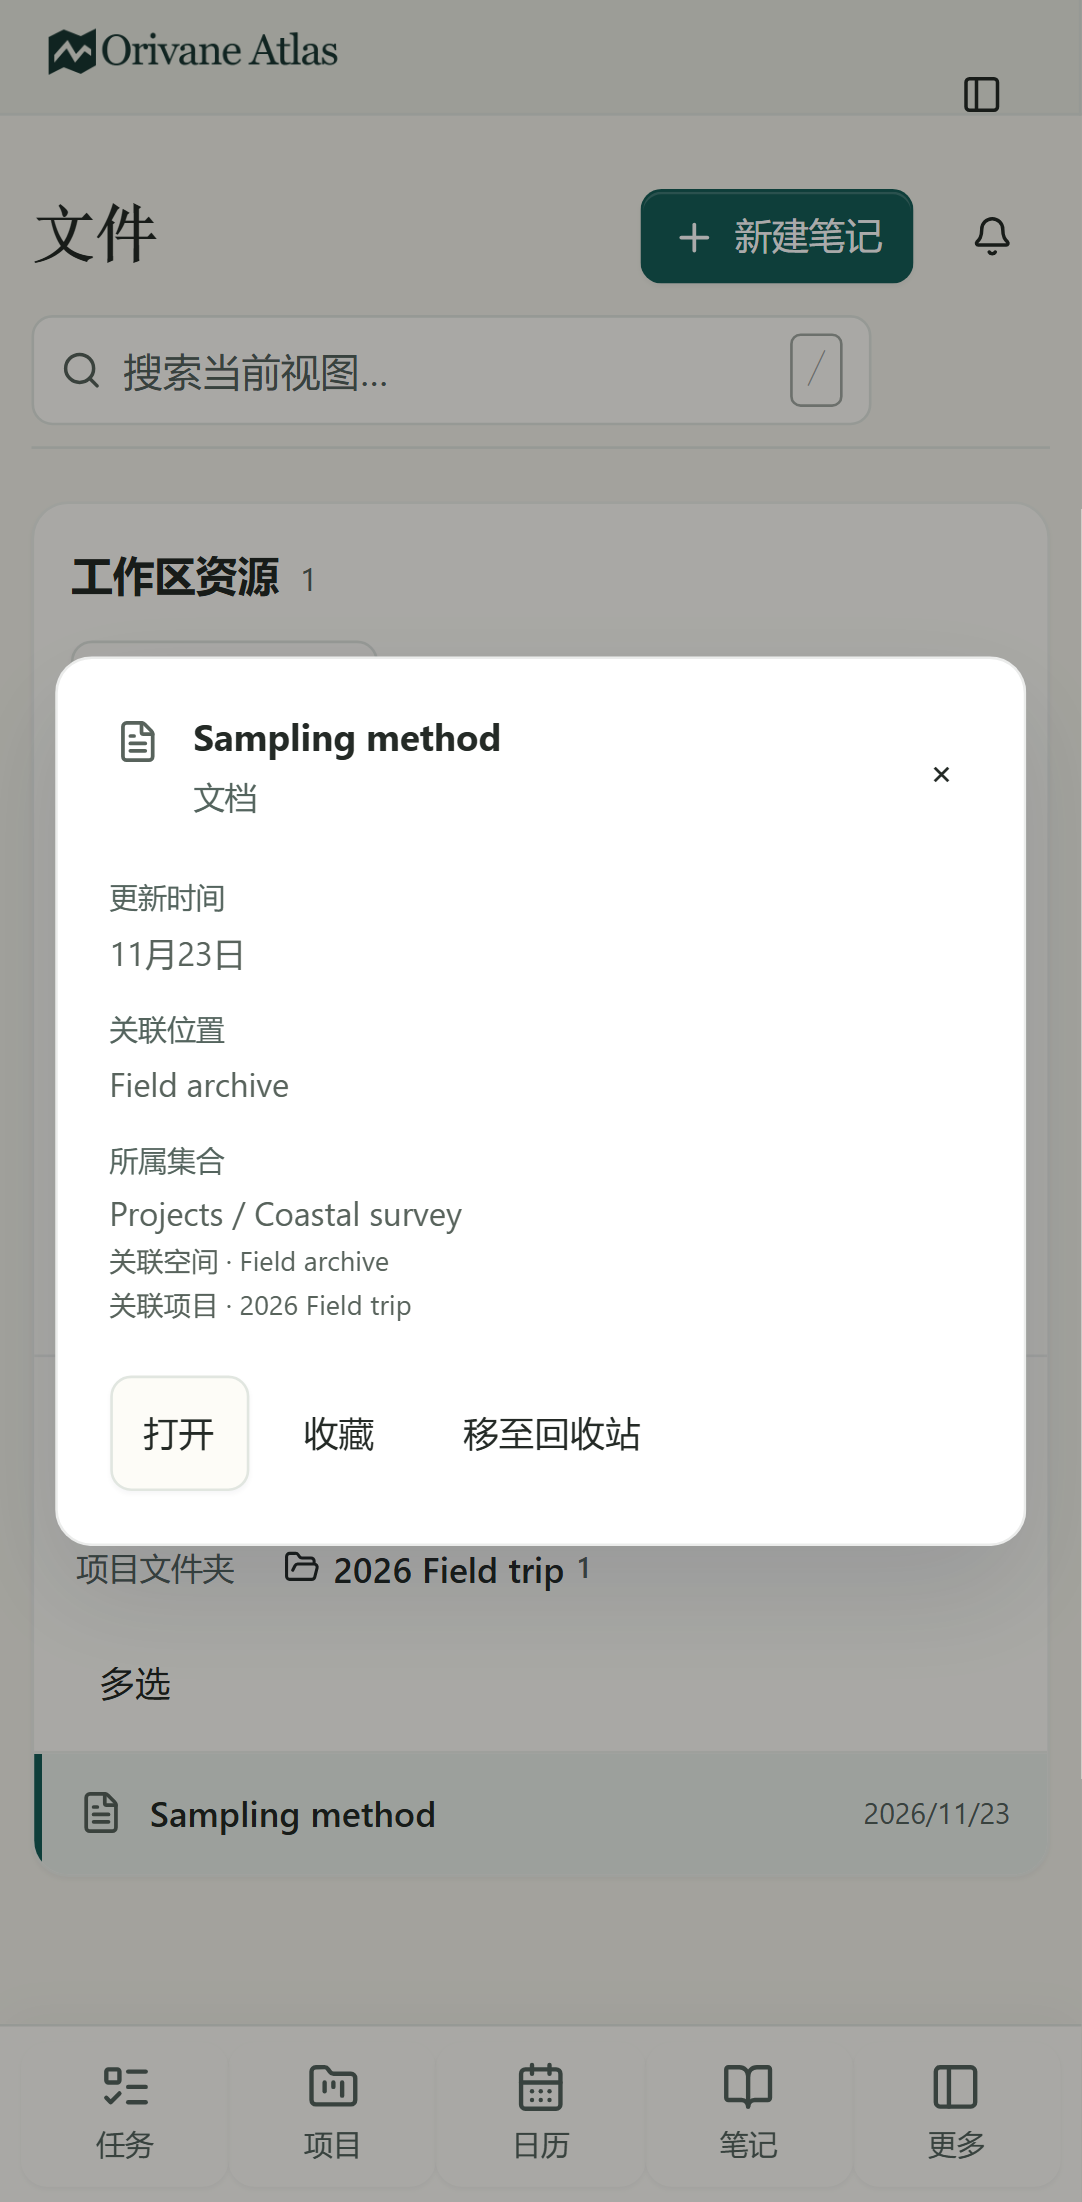 Orivane Atlas
文件
新建笔记
搜索当前视图...
/
工作区资源 1
Sampling method
文档
×
更新时间
11月23日
关联位置
Field archive
所属集合
Projects / Coastal survey
关联空间 · Field archive
关联项目 · 2026 Field trip
打开 收藏 移至回收站
项目文件夹 2026 Field trip 1
多选
Sampling method 2026/11/23
任务 项目 日历 笔记 更多